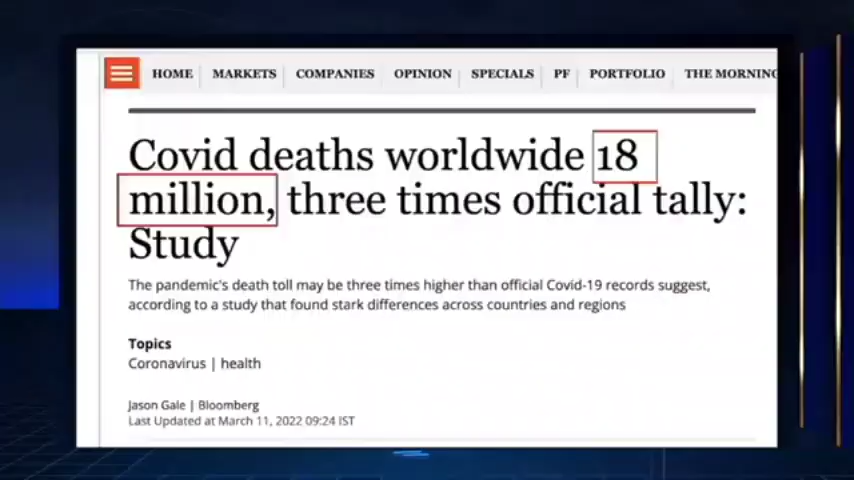 HOME MARKETS COMPANIES OPINION SPECIALS PF PORTFOLIO THE MORNING
Covid deaths worldwide 18
million, three times official tally:
Study
The pandemic's death toll may be three times higher than official Covid-19 records suggest,
according to a study that found stark differences across countries and regions
Topics
Coronavirus | health
Jason Gale | Bloomberg
Last Updated at March 11, 2022 09:24 IST